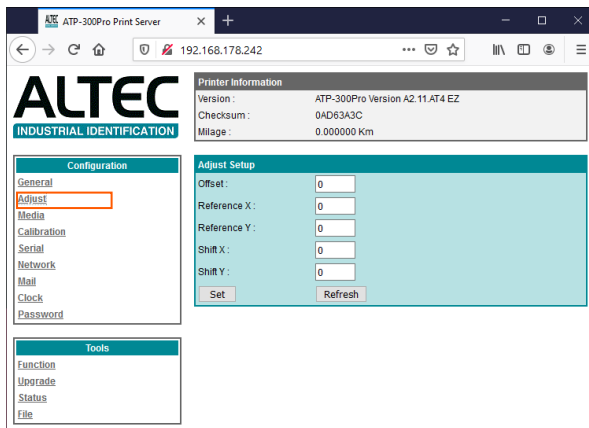 ALTEC ATP-300Pro Print Server
192.168.178.242
ALTEC
INDUSTRIAL IDENTIFICATION
Printer Information
Version : ATP-300Pro Version A2.11.AT4 EZ
Checksum : 0AD63A3C
Milage : 0.000000 Km
Configuration
General
Adjust
Media
Calibration
Serial
Network
Mail
Clock
Password
Adjust Setup
Offset : 0
Reference X : 0
Reference Y : 0
Shift X : 0
Shift Y : 0
Set Refresh
Tools
Function
Upgrade
Status
File